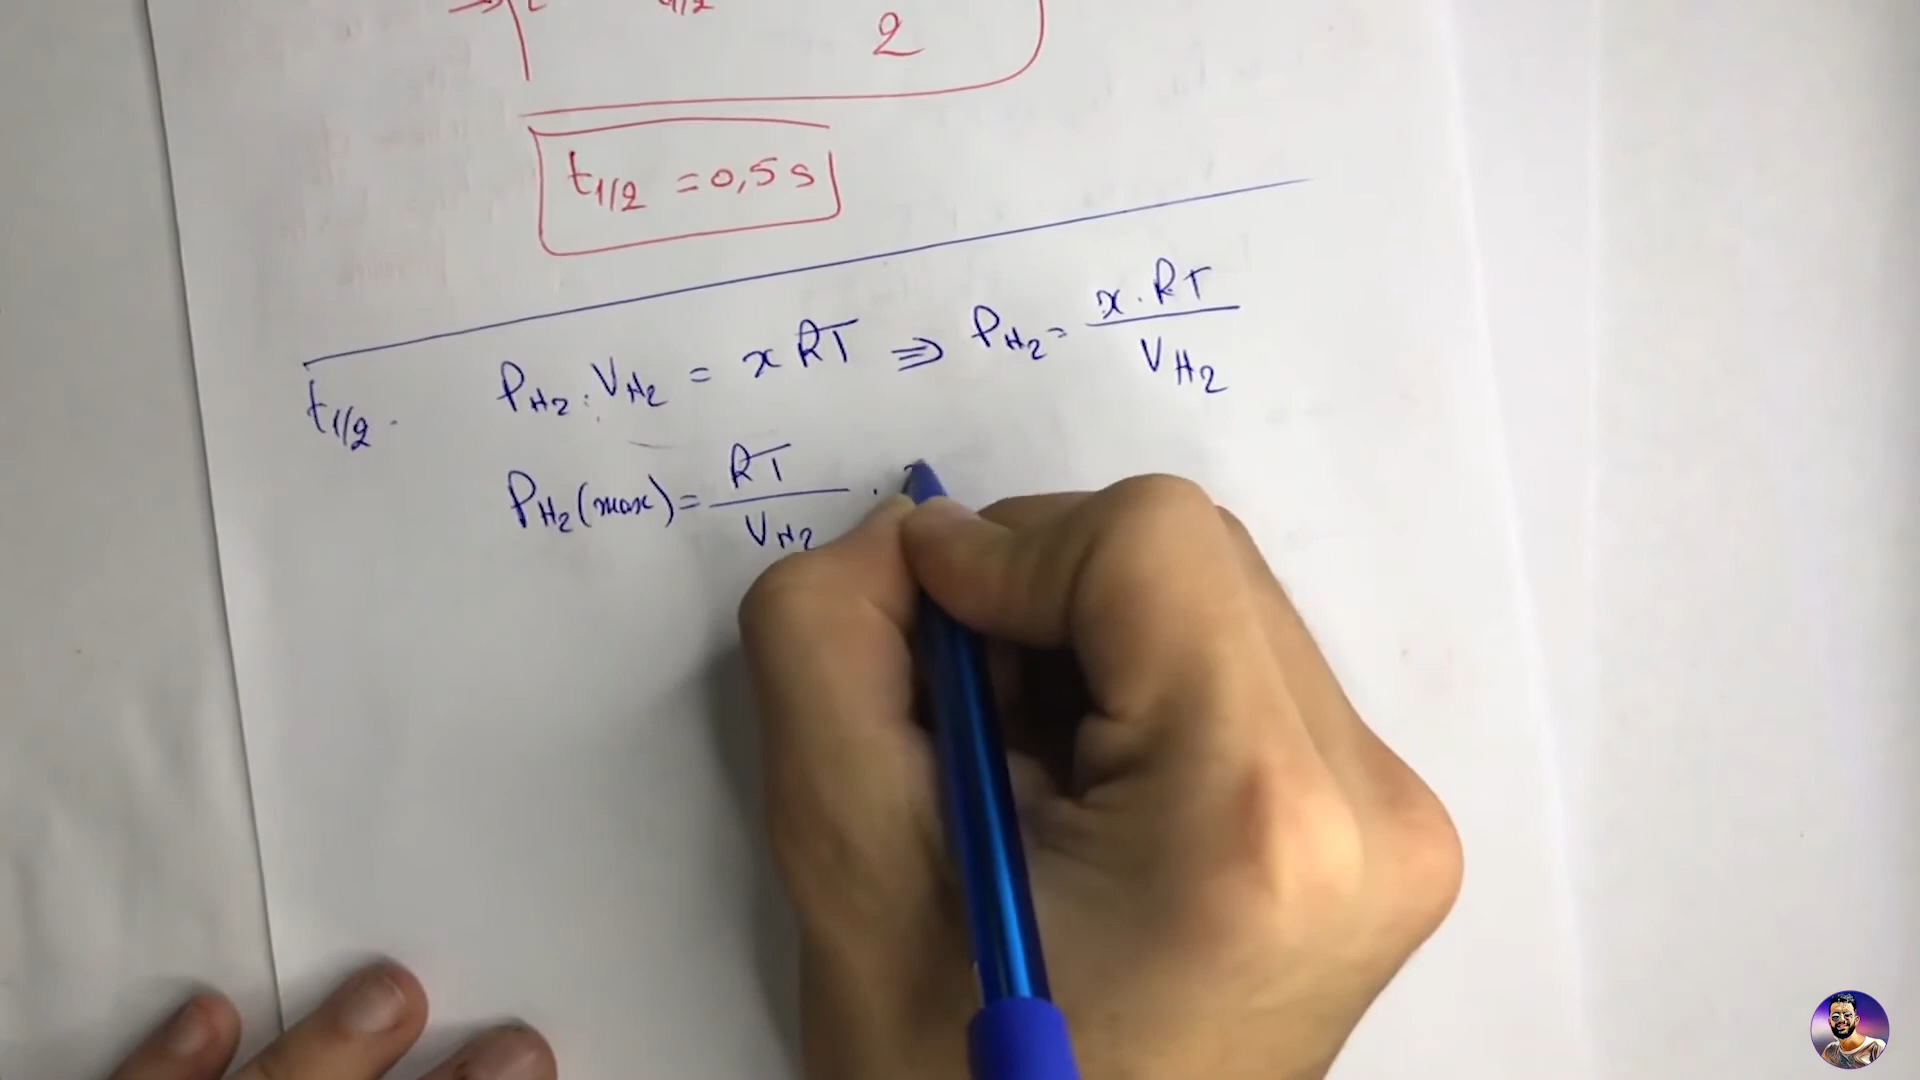 2
t1/2 = 0,5 s
t1/2. PH2 . VH2 = x RT ⇒ PH2 = x . RT / VH2
PH2 (max) = RT / VH2 .